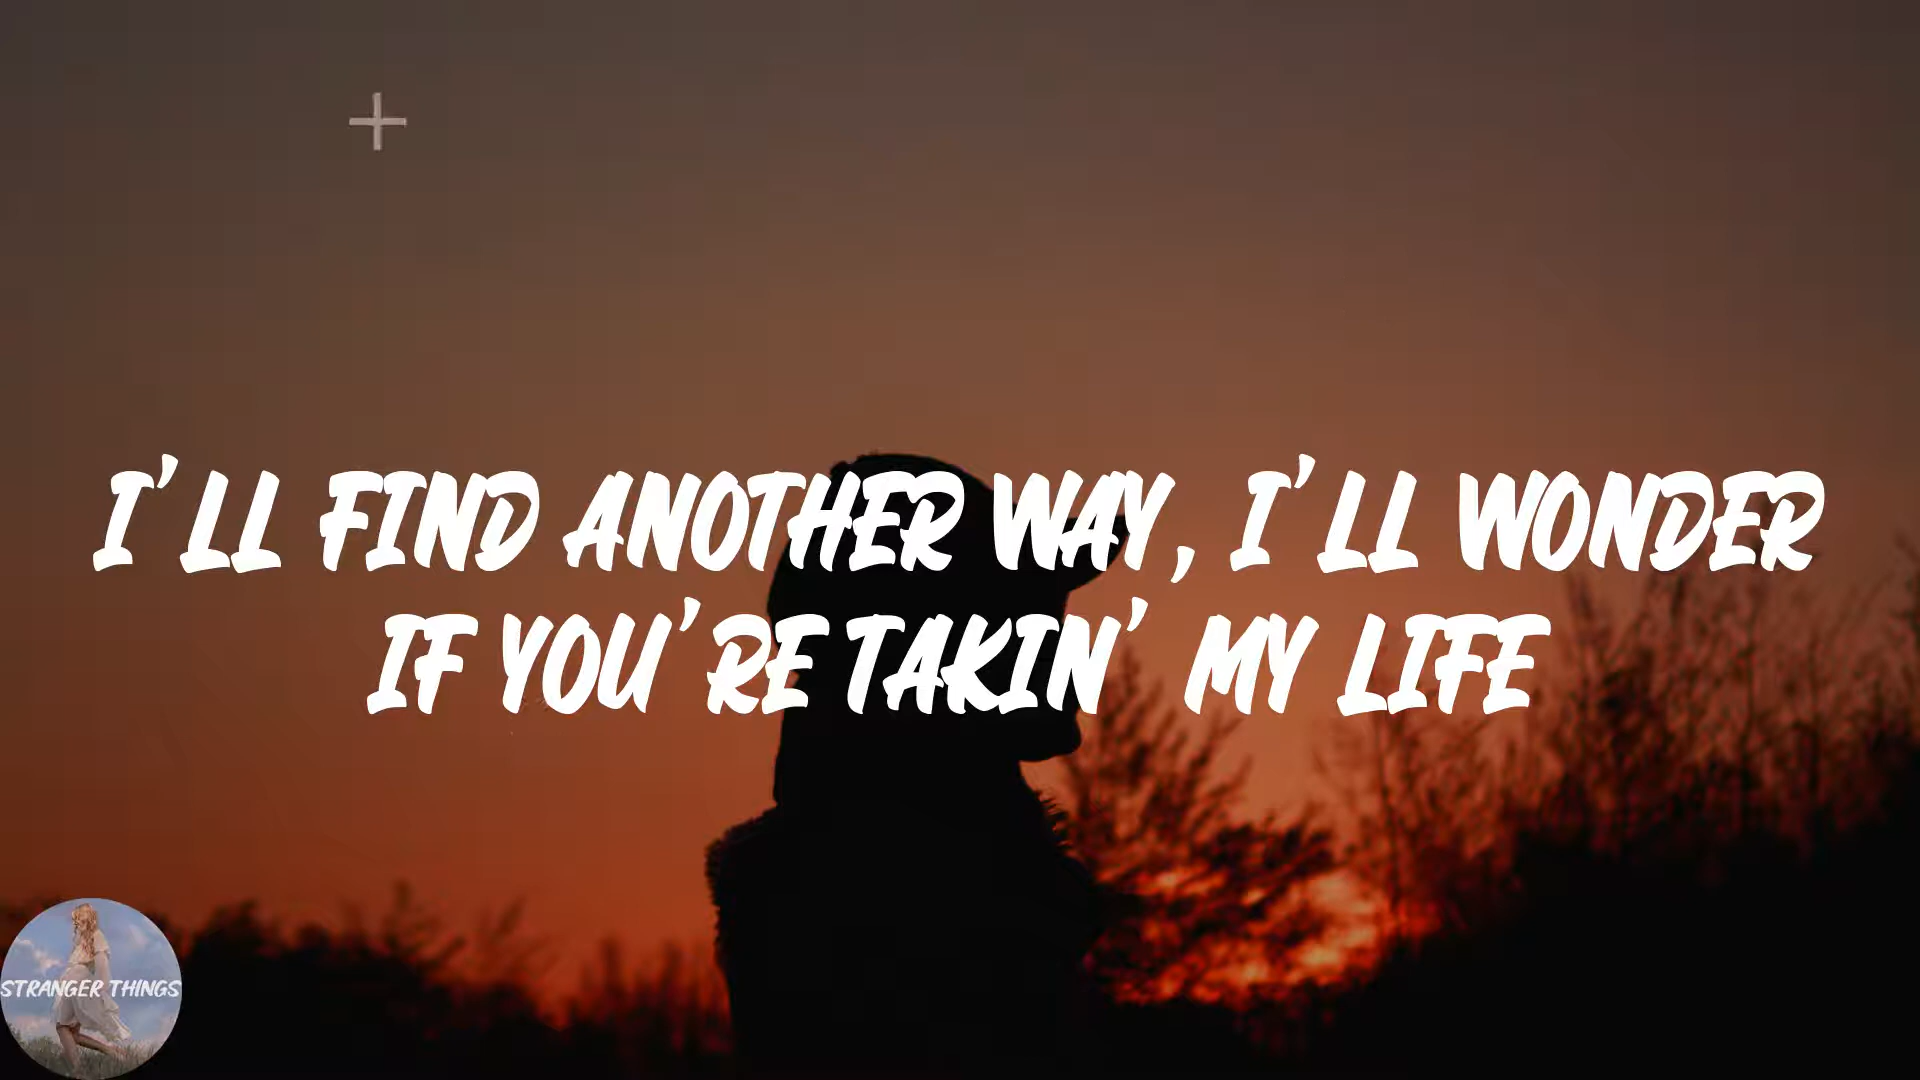 I'LL FIND ANOTHER WAY, I'LL WONDER
IF YOU'RE TAKIN' MY LIFE
STRANGER THINGS